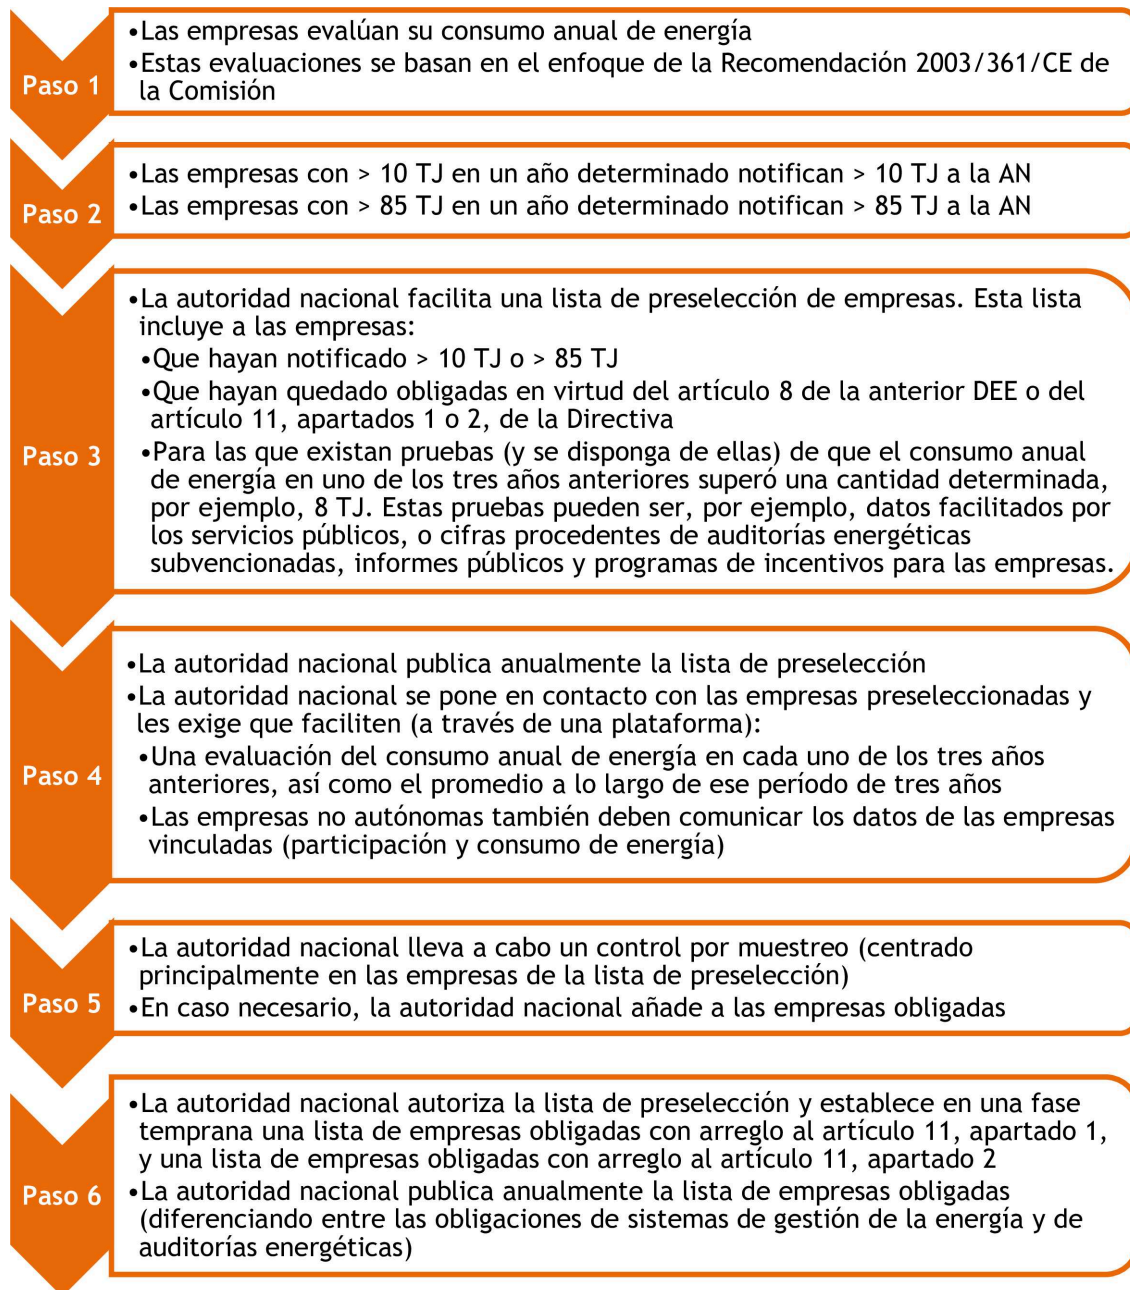 Paso 1
•Las empresas evalúan su consumo anual de energía
•Estas evaluaciones se basan en el enfoque de la Recomendación 2003/361/CE de
la Comisión
Paso 2
•Las empresas con > 10 TJ en un año determinado notifican > 10 TJ a la AN
•Las empresas con > 85 TJ en un año determinado notifican > 85 TJ a la AN
Paso 3
•La autoridad nacional facilita una lista de preselección de empresas. Esta lista
incluye a las empresas:
•Que hayan notificado > 10 TJ o > 85 TJ
•Que hayan quedado obligadas en virtud del artículo 8 de la anterior DEE o del
artículo 11, apartados 1 o 2, de la Directiva
•Para las que existan pruebas (y se disponga de ellas) de que el consumo anual
de energía en uno de los tres años anteriores superó una cantidad determinada,
por ejemplo, 8 TJ. Estas pruebas pueden ser, por ejemplo, datos facilitados por
los servicios públicos, o cifras procedentes de auditorías energéticas
subvencionadas, informes públicos y programas de incentivos para las empresas.
Paso 4
•La autoridad nacional publica anualmente la lista de preselección
•La autoridad nacional se pone en contacto con las empresas preseleccionadas y
les exige que faciliten (a través de una plataforma):
•Una evaluación del consumo anual de energía en cada uno de los tres años
anteriores, así como el promedio a lo largo de ese período de tres años
•Las empresas no autónomas también deben comunicar los datos de las empresas
vinculadas (participación y consumo de energía)
Paso 5
•La autoridad nacional lleva a cabo un control por muestreo (centrado
principalmente en las empresas de la lista de preselección)
•En caso necesario, la autoridad nacional añade a las empresas obligadas
Paso 6
•La autoridad nacional autoriza la lista de preselección y establece en una fase
temprana una lista de empresas obligadas con arreglo al artículo 11, apartado 1,
y una lista de empresas obligadas con arreglo al artículo 11, apartado 2
•La autoridad nacional publica anualmente la lista de empresas obligadas
(diferenciando entre las obligaciones de sistemas de gestión de la energía y de
auditorías energéticas)